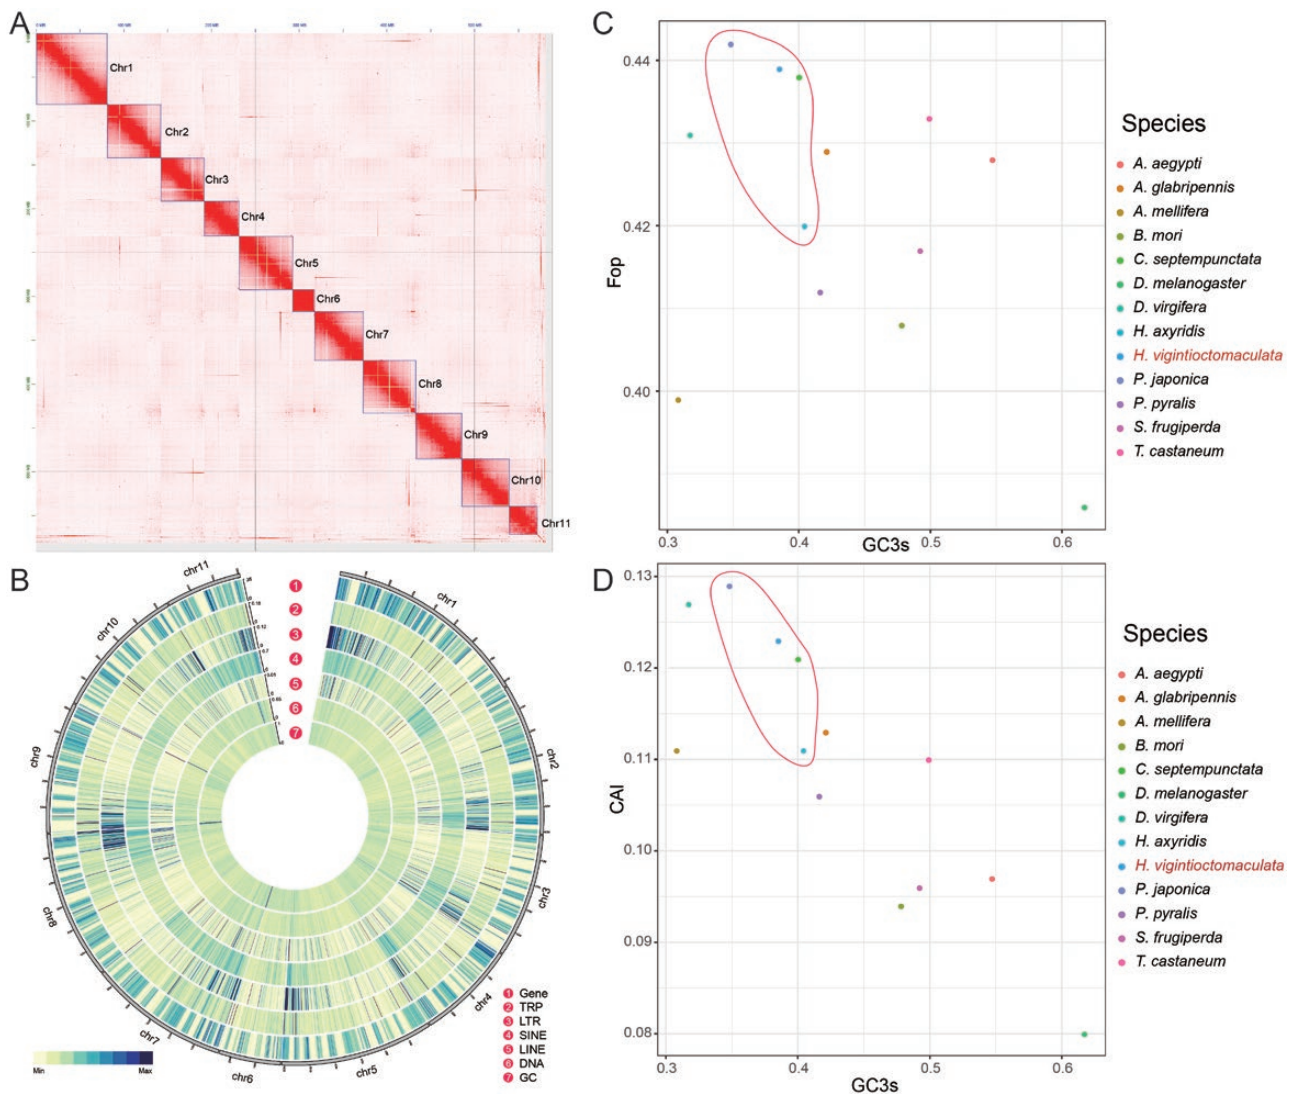 A
Chr1
Chr2
Chr3
Chr4
Chr5
Chr6
Chr7
Chr8
Chr9
Chr10
Chr11
B
chr11
chr10
chr9
chr8
chr7
chr6
chr5
chr4
chr3
chr2
chr1
1
2
3
4
5
6
7
1 Gene
2 TRP
3 LTR
4 SINE
5 LINE
6 DNA
7 GC
Min Max
C
0.44
0.42
0.40
Fop
0.3 0.4 0.5 0.6
GC3s
Species
A. aegypti
A. glabripennis
A. mellifera
B. mori
C. septempunctata
D. melanogaster
D. virgifera
H. axyridis
H. vigintioctomaculata
P. japonica
P. pyralis
S. frugiperda
T. castaneum
D
0.13
0.12
0.11
0.10
0.09
0.08
CAI
0.3 0.4 0.5 0.6
GC3s
Species
A. aegypti
A. glabripennis
A. mellifera
B. mori
C. septempunctata
D. melanogaster
D. virgifera
H. axyridis
H. vigintioctomaculata
P. japonica
P. pyralis
S. frugiperda
T. castaneum